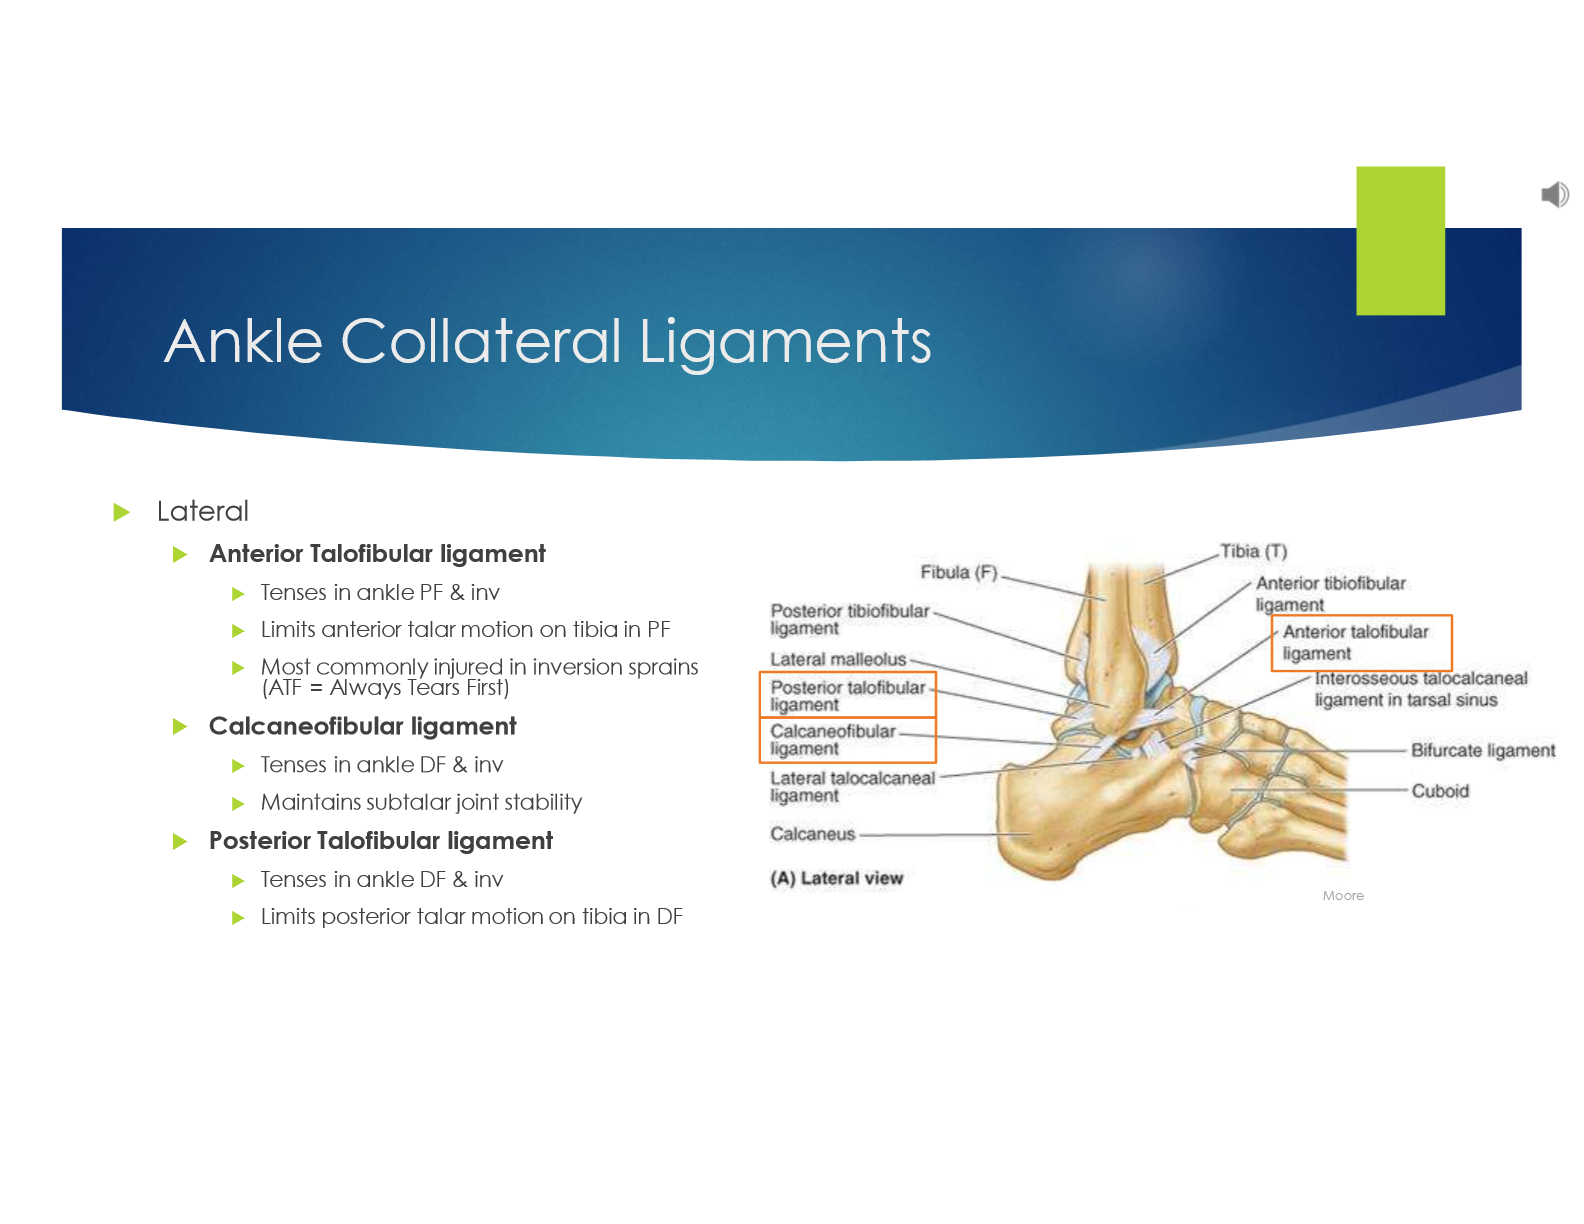 Ankle Collateral Ligaments
Lateral
Anterior Talofibular ligament
Tenses in ankle PF & inv
Limits anterior talar motion on tibia in PF
Most commonly injured in inversion sprains
(ATF = Always Tears First)
Calcaneofibular ligament
Tenses in ankle DF & inv
Maintains subtalar joint stability
Posterior Talofibular ligament
Tenses in ankle DF & inv
Limits posterior talar motion on tibia in DF
Fibula (F)
Posterior tibiofibular
ligament
Lateral malleolus
Posterior talofibular
ligament
Calcaneofibular
ligament
Lateral talocalcaneal
ligament
Calcaneus
(A) Lateral view
Tibia (T)
Anterior tibiofibular
ligament
Anterior talofibular
ligament
Interosseous talocalcaneal
ligament in tarsal sinus
Bifurcate ligament
Cuboid
Moore